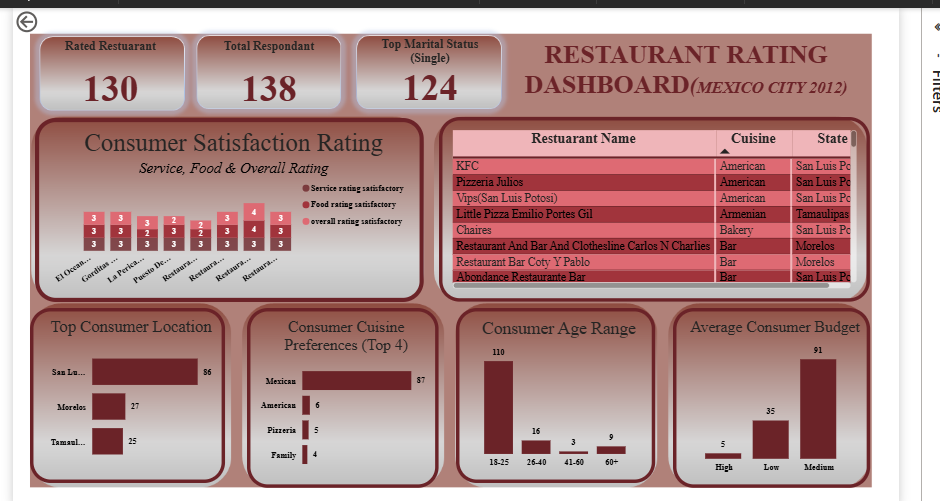 Rated Restuarant
130
Total Respondant
138
Top Marital Status
(Single)
124
RESTAURANT RATING
DASHBOARD(MEXICO CITY 2012)
Filters
Consumer Satisfaction Rating
Service, Food & Overall Rating
Service rating satisfactory
Food rating satisfactory
overall rating satisfactory
3 3 3 2 2 3 4 3
3 3 2 3 2 3 4 3
3 3 3 3 3 3 3 3
El Ocean... Gorditas ... La Perica... Puesto De... Restaura... Restaura... Restaura... Restaura...
Restuarant Name Cuisine State
KFC American San Luis Po
Pizzeria Julios American San Luis Po
Vips(San Luis Potosi) American San Luis Po
Little Pizza Emilio Portes Gil Armenian Tamaulipas
Chaires Bakery San Luis Po
Restaurant And Bar And Clothesline Carlos N Charlies Bar Morelos
Restaurant Bar Coty Y Pablo Bar Morelos
Abondance Restaurante Bar Bar San Luis Po
Top Consumer Location
San Lu... 86
Morelos 27
Tamaul... 25
Consumer Cuisine
Preferences (Top 4)
Mexican 87
American 6
Pizzeria 5
Family 4
Consumer Age Range
110 16 3 9
18-25 26-40 41-60 60+
Average Consumer Budget
5 35 91
High Low Medium